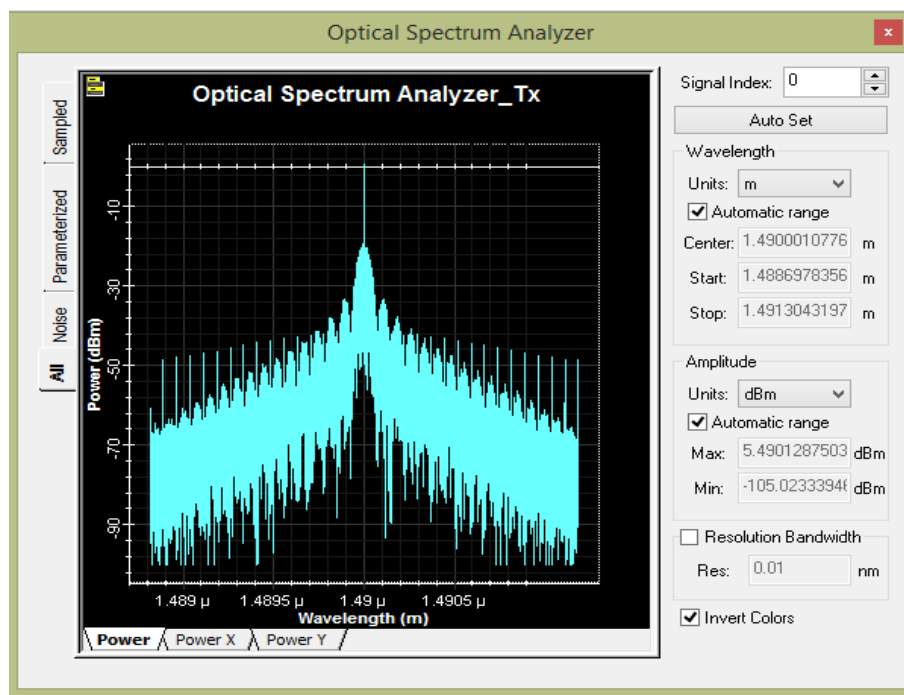 Optical Spectrum Analyzer
x
Sampled
Parameterized
Noise
All
Optical Spectrum Analyzer_Tx
Power (dBm)
-10
-30
-50
-70
-90
1.489 µ
1.4895 µ
1.49 µ
1.4905 µ
Wavelength (m)
Power
Power X
Power Y
Signal Index: 0
Auto Set
Wavelength
Units: m
Automatic range
Center: 1.4900010776 m
Start: 1.4886978356 m
Stop: 1.4913043197 m
Amplitude
Units: dBm
Automatic range
Max: 5.4901287503 dBm
Min: -105.0233394 dBm
Resolution Bandwidth
Res: 0.01 nm
Invert Colors